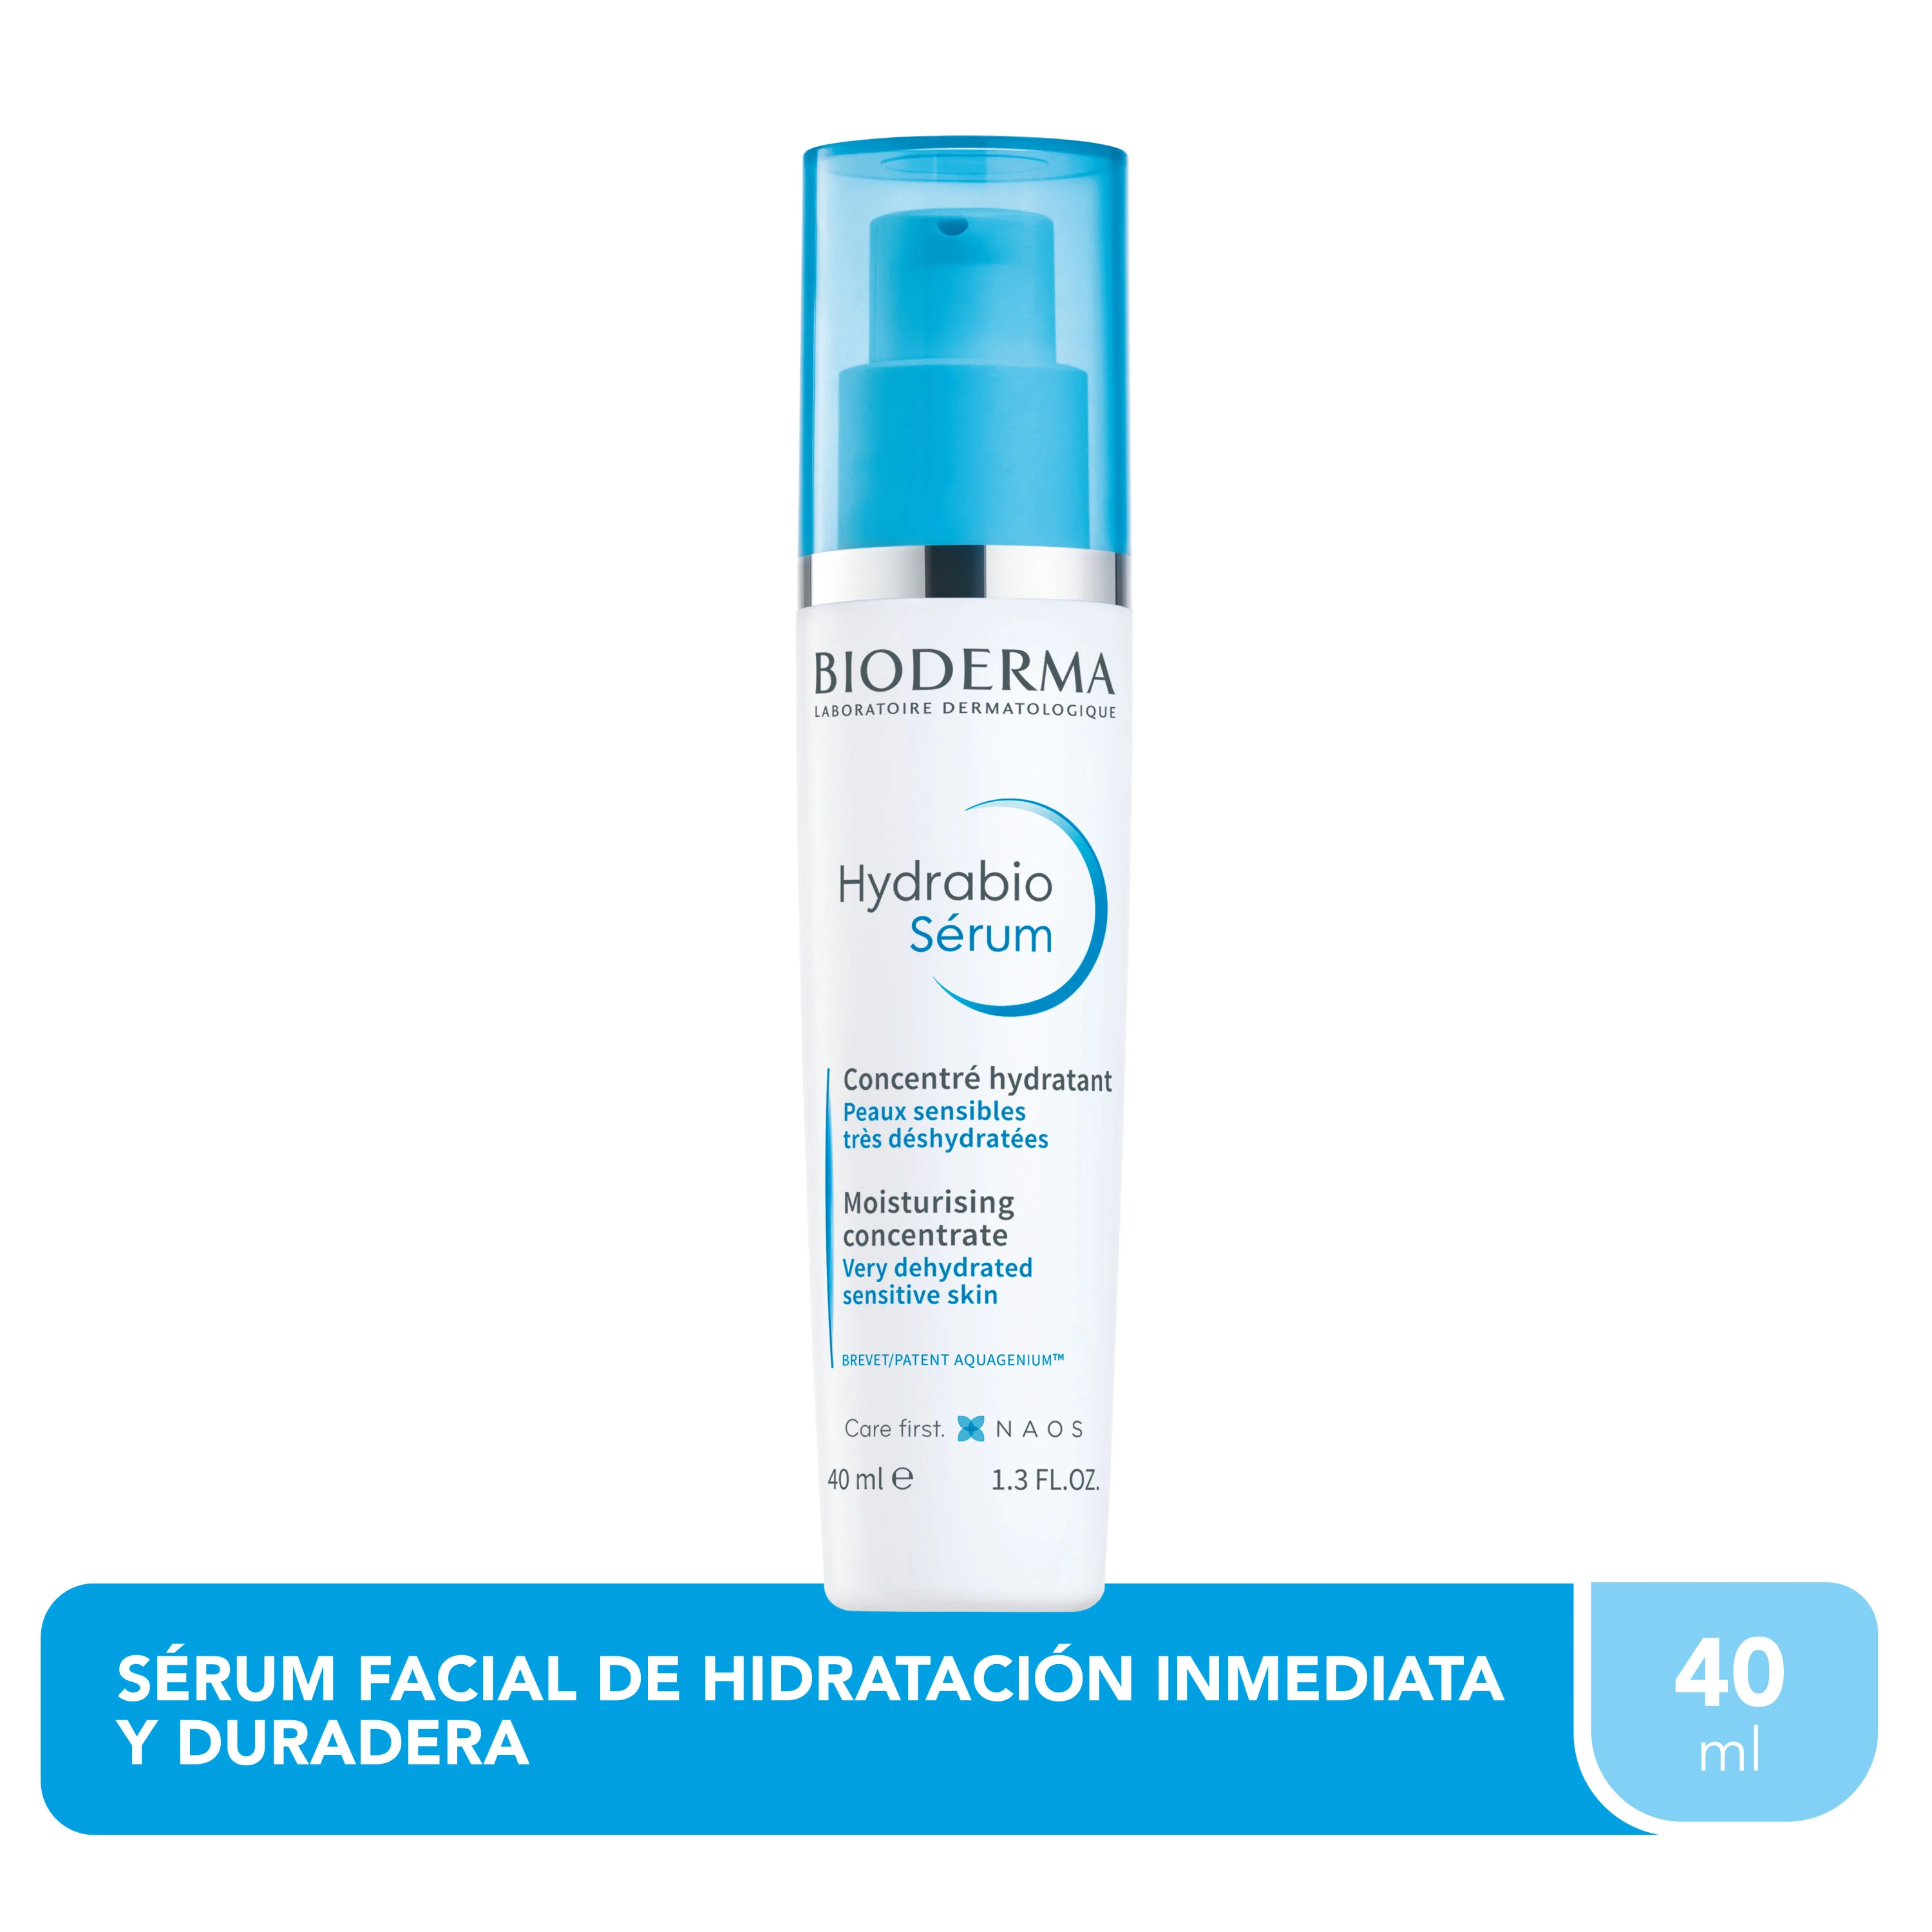 BIODERMA
LABORATOIRE DERMATOLOGIQUE
Hydrabio
Sérum
Concentré hydratant
Peaux sensibles
très déshydratées
Moisturising
concentrate
Very dehydrated
sensitive skin
BREVET/PATENT AQUAGENIUM™
Care first. NAOS
40 ml ℮ 1.3 FL.OZ.
SÉRUM FACIAL DE HIDRATACIÓN INMEDIATA
Y DURADERA
40
ml